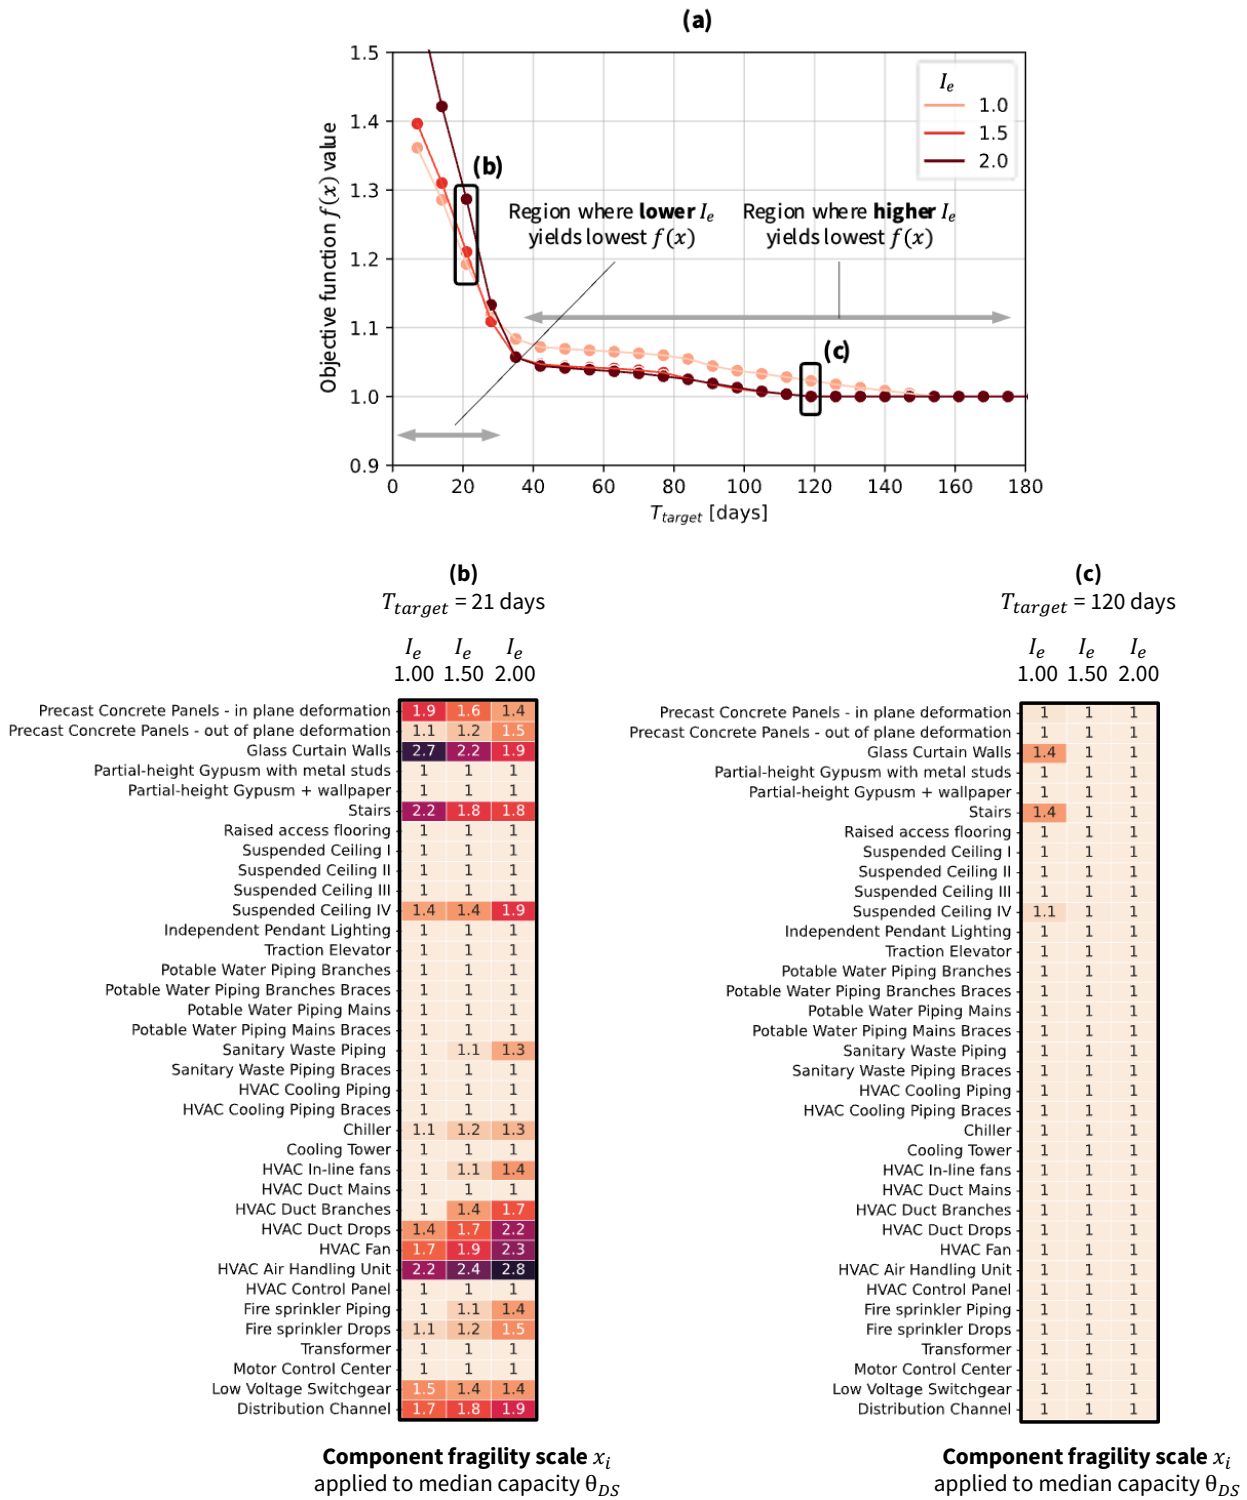 (a)
1.5
1.4
1.3
1.2
1.1
1.0
0.9
Objective function f(x) value
I_e
1.0
1.5
2.0
(b)
Region where lower I_e
yields lowest f(x)
Region where higher I_e
yields lowest f(x)
(c)
0 20 40 60 80 100 120 140 160 180
T_target [days]
(b)
T_target = 21 days
I_e I_e I_e
1.00 1.50 2.00
Precast Concrete Panels - in plane deformation 1.9 1.6 1.4
Precast Concrete Panels - out of plane deformation 1.1 1.2 1.5
Glass Curtain Walls 2.7 2.2 1.9
Partial-height Gypusm with metal studs 1 1 1
Partial-height Gypusm + wallpaper 1 1 1
Stairs 2.2 1.8 1.8
Raised access flooring 1 1 1
Suspended Ceiling I 1 1 1
Suspended Ceiling II 1 1 1
Suspended Ceiling III 1 1 1
Suspended Ceiling IV 1.4 1.4 1.9
Independent Pendant Lighting 1 1 1
Traction Elevator 1 1 1
Potable Water Piping Branches 1 1 1
Potable Water Piping Branches Braces 1 1 1
Potable Water Piping Mains 1 1 1
Potable Water Piping Mains Braces 1 1 1
Sanitary Waste Piping 1 1.1 1.3
Sanitary Waste Piping Braces 1 1 1
HVAC Cooling Piping 1 1 1
HVAC Cooling Piping Braces 1 1 1
Chiller 1.1 1.2 1.3
Cooling Tower 1 1 1
HVAC In-line fans 1 1.1 1.4
HVAC Duct Mains 1 1 1
HVAC Duct Branches 1 1.4 1.7
HVAC Duct Drops 1.4 1.7 2.2
HVAC Fan 1.7 1.9 2.3
HVAC Air Handling Unit 2.2 2.4 2.8
HVAC Control Panel 1 1 1
Fire sprinkler Piping 1 1.1 1.4
Fire sprinkler Drops 1.1 1.2 1.5
Transformer 1 1 1
Motor Control Center 1 1 1
Low Voltage Switchgear 1.5 1.4 1.4
Distribution Channel 1.7 1.8 1.9
Component fragility scale x_i
applied to median capacity θ_DS
(c)
T_target = 120 days
I_e I_e I_e
1.00 1.50 2.00
Precast Concrete Panels - in plane deformation 1 1 1
Precast Concrete Panels - out of plane deformation 1 1 1
Glass Curtain Walls 1.4 1 1
Partial-height Gypusm with metal studs 1 1 1
Partial-height Gypusm + wallpaper 1 1 1
Stairs 1.4 1 1
Raised access flooring 1 1 1
Suspended Ceiling I 1 1 1
Suspended Ceiling II 1 1 1
Suspended Ceiling III 1 1 1
Suspended Ceiling IV 1.1 1 1
Independent Pendant Lighting 1 1 1
Traction Elevator 1 1 1
Potable Water Piping Branches 1 1 1
Potable Water Piping Branches Braces 1 1 1
Potable Water Piping Mains 1 1 1
Potable Water Piping Mains Braces 1 1 1
Sanitary Waste Piping 1 1 1
Sanitary Waste Piping Braces 1 1 1
HVAC Cooling Piping 1 1 1
HVAC Cooling Piping Braces 1 1 1
Chiller 1 1 1
Cooling Tower 1 1 1
HVAC In-line fans 1 1 1
HVAC Duct Mains 1 1 1
HVAC Duct Branches 1 1 1
HVAC Duct Drops 1 1 1
HVAC Fan 1 1 1
HVAC Air Handling Unit 1 1 1
HVAC Control Panel 1 1 1
Fire sprinkler Piping 1 1 1
Fire sprinkler Drops 1 1 1
Transformer 1 1 1
Motor Control Center 1 1 1
Low Voltage Switchgear 1 1 1
Distribution Channel 1 1 1
Component fragility scale x_i
applied to median capacity θ_DS